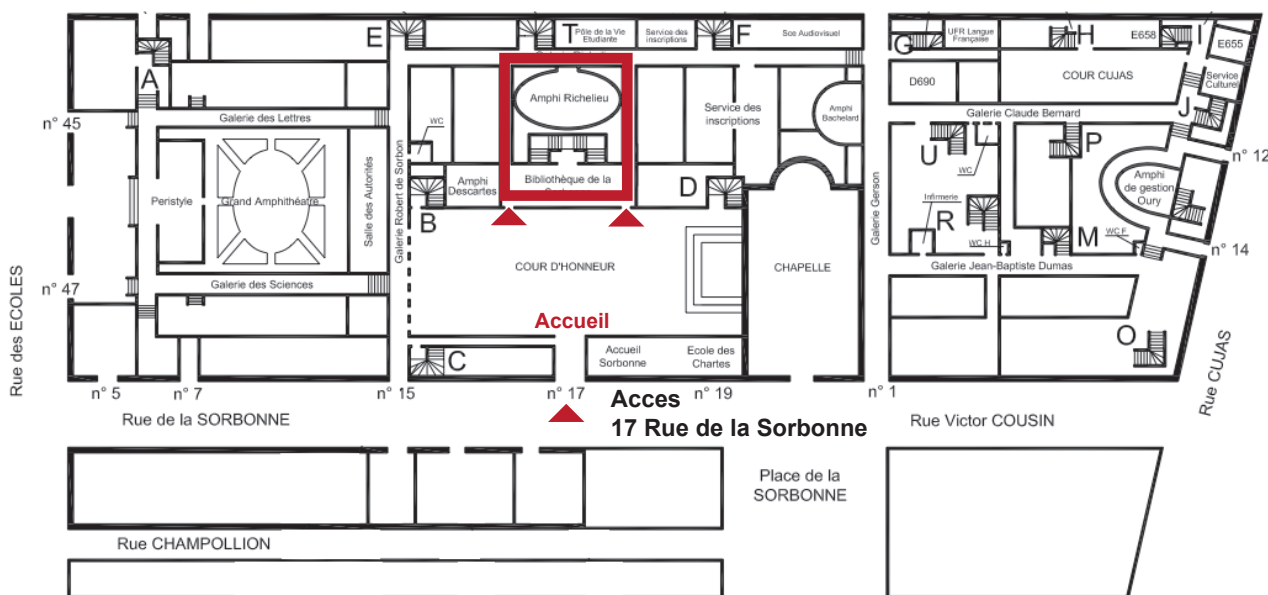 E
T
Pôle de la Vie
Etudiante
Service des
inscriptions
F
Sce Audiovisuel
G
UFR Langue
Française
H
E658
I
E655
A
D690
COUR CUJAS
Service
Culturel
Amphi Richelieu
Service des
inscriptions
Amphi
Bachelard
J
n° 45
Galerie des Lettres
WC
Galerie Claude Bernard
U
WC
P
n° 12
Peristyle
Grand Amphithéatre
Salle des Autorités
Galerie Robert de Sorbon
Amphi
Descartes
Bibliothèque de la
D
B
Galerie Gerson
Infirmerie
R
WC H
Amphi
de gestion
Oury
M
WC F
n° 14
COUR D'HONNEUR
CHAPELLE
Galerie Jean-Baptiste Dumas
n° 47
Galerie des Sciences
Rue des ECOLES
Accueil
C
Accueil
Sorbonne
Ecole des
Chartes
O
Rue CUJAS
n° 5
n° 7
n° 15
n° 17
n° 19
n° 1
Acces
17 Rue de la Sorbonne
Rue de la SORBONNE
Rue Victor COUSIN
Place de la
SORBONNE
Rue CHAMPOLLION